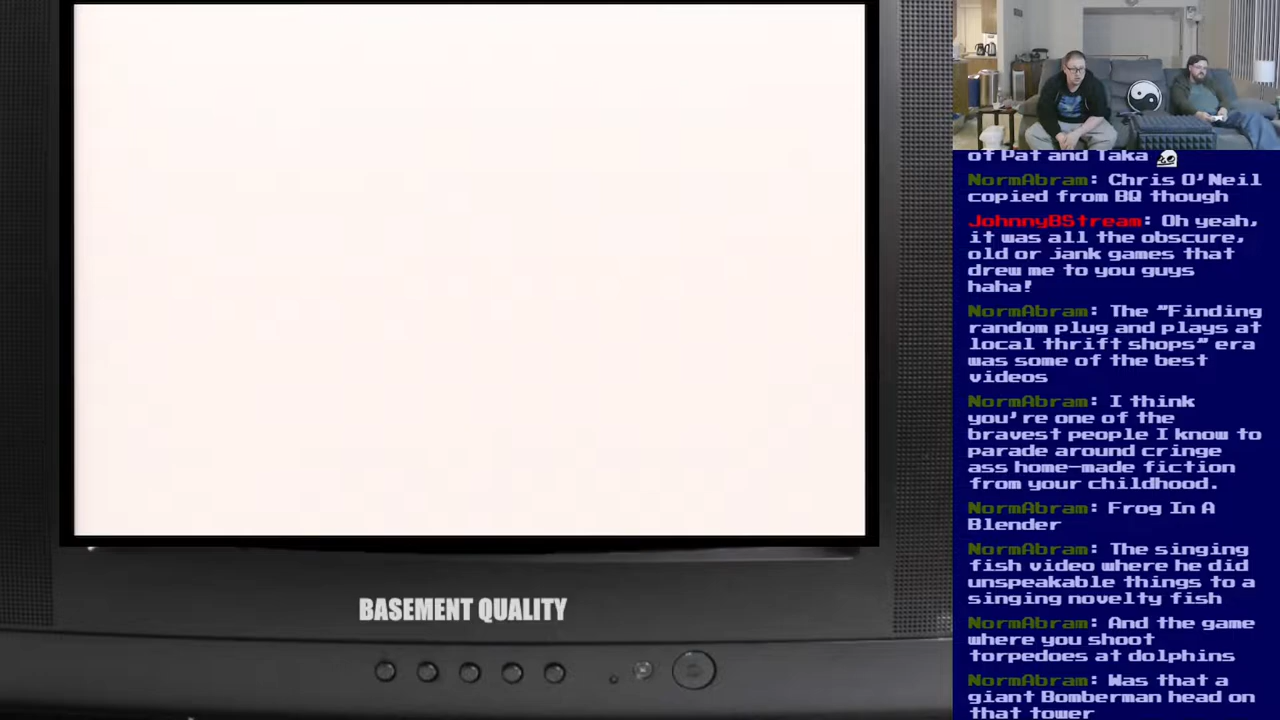 of Pat and Taka
NormAbram: Chris O'Neil
copied from BQ though
JohnnyBStream: Oh yeah,
it was all the obscure,
old or jank games that
drew me to you guys
haha!
NormAbram: The "Finding
random plug and plays at
local thrift shops" era
was some of the best
videos
NormAbram: I think
you're one of the
bravest people I know to
parade around cringe
ass home-made fiction
from your childhood.
NormAbram: Frog In A
Blender
NormAbram: The singing
fish video where he did
unspeakable things to a
singing novelty fish
NormAbram: And the game
where you shoot
torpedoes at dolphins
NormAbram: Was that a
giant Bomberman head on
that tower
BASEMENT QUALITY